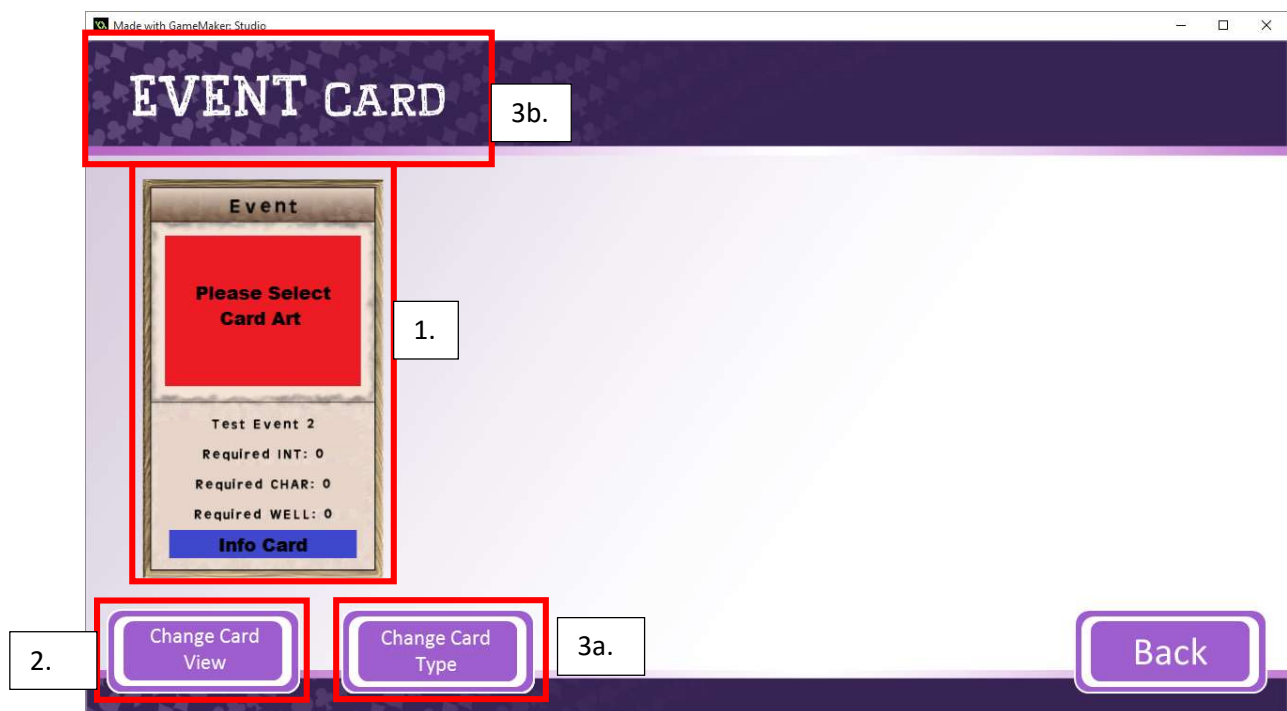 Made with GameMaker: Studio
EVENT CARD
3b.
Event
Please Select
Card Art
1.
Test Event 2
Required INT: 0
Required CHAR: 0
Required WELL: 0
Info Card
2.
Change Card
View
Change Card
Type
3a.
Back